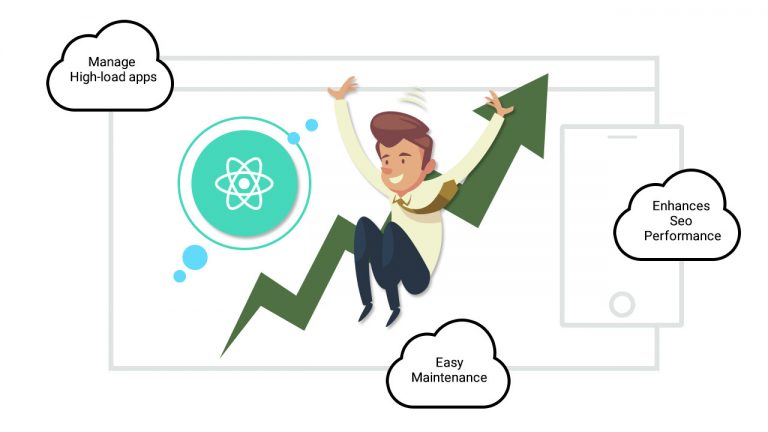 Manage
High-load apps
Enhances
Seo
Performance
Easy
Maintenance